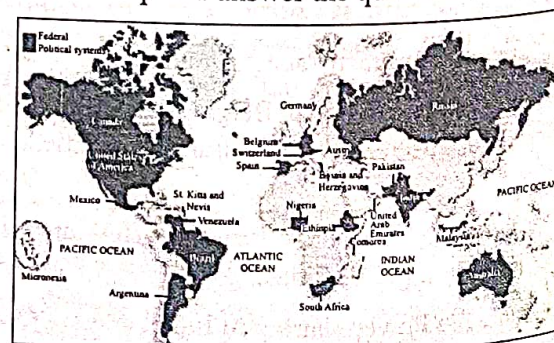 answer the
Federal
Political systems
Canada
United States
of America
Mexico
St. Kitts and
Nevis
Venezuela
Brazil
Argentina
PACIFIC OCEAN
Micronesia
ATLANTIC
OCEAN
Germany
Belgium
Switzerland
Spain
Austria
and
Herzegovina
Nigeria
Ethiopia
Comoros
South Africa
Russia
Pakistan
India
United
Arab
Emirates
INDIAN
OCEAN
Malaysia
Australia
PACIFIC OCEAN